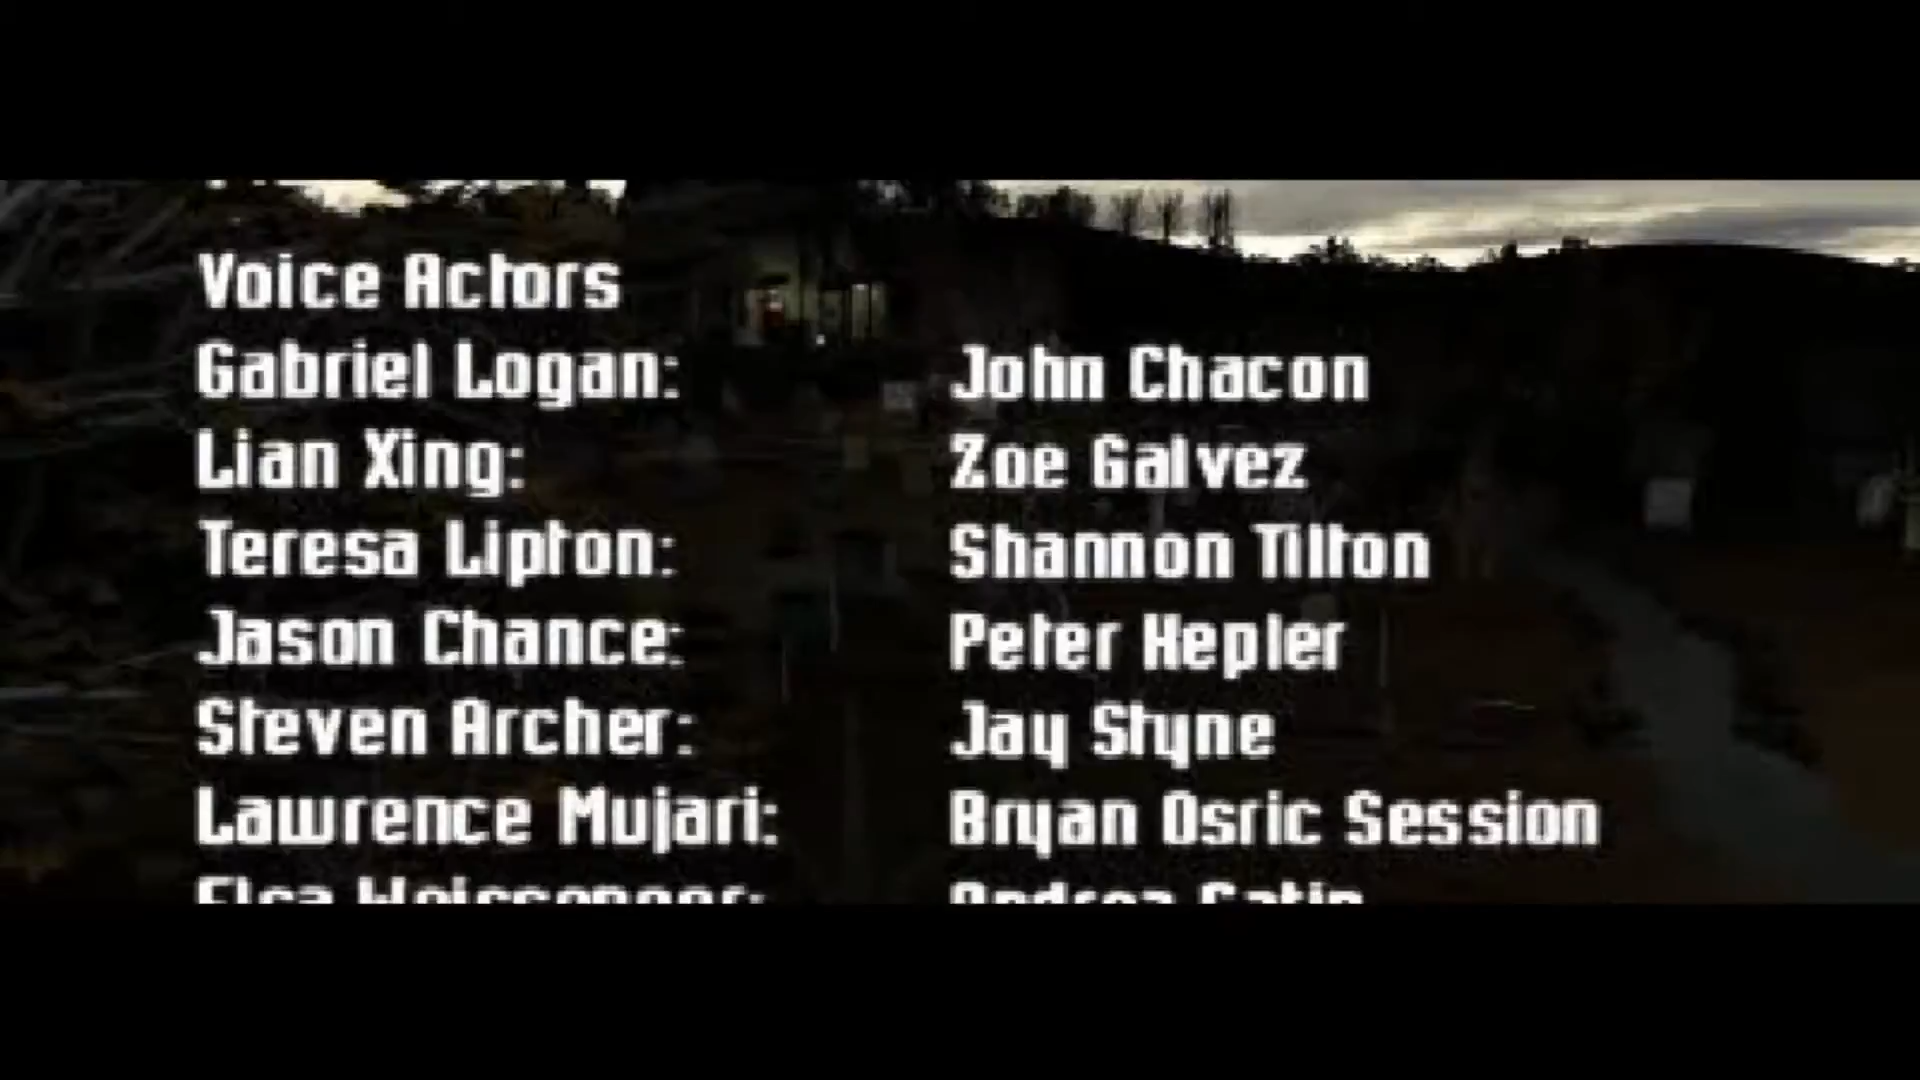 Voice Actors
Gabriel Logan: John Chacon
Lian Xing: Zoe Galvez
Teresa Lipton: Shannon Tilton
Jason Chance: Peter Hepler
Steven Archer: Jay Styne
Lawrence Mujari: Bryan Osric Session